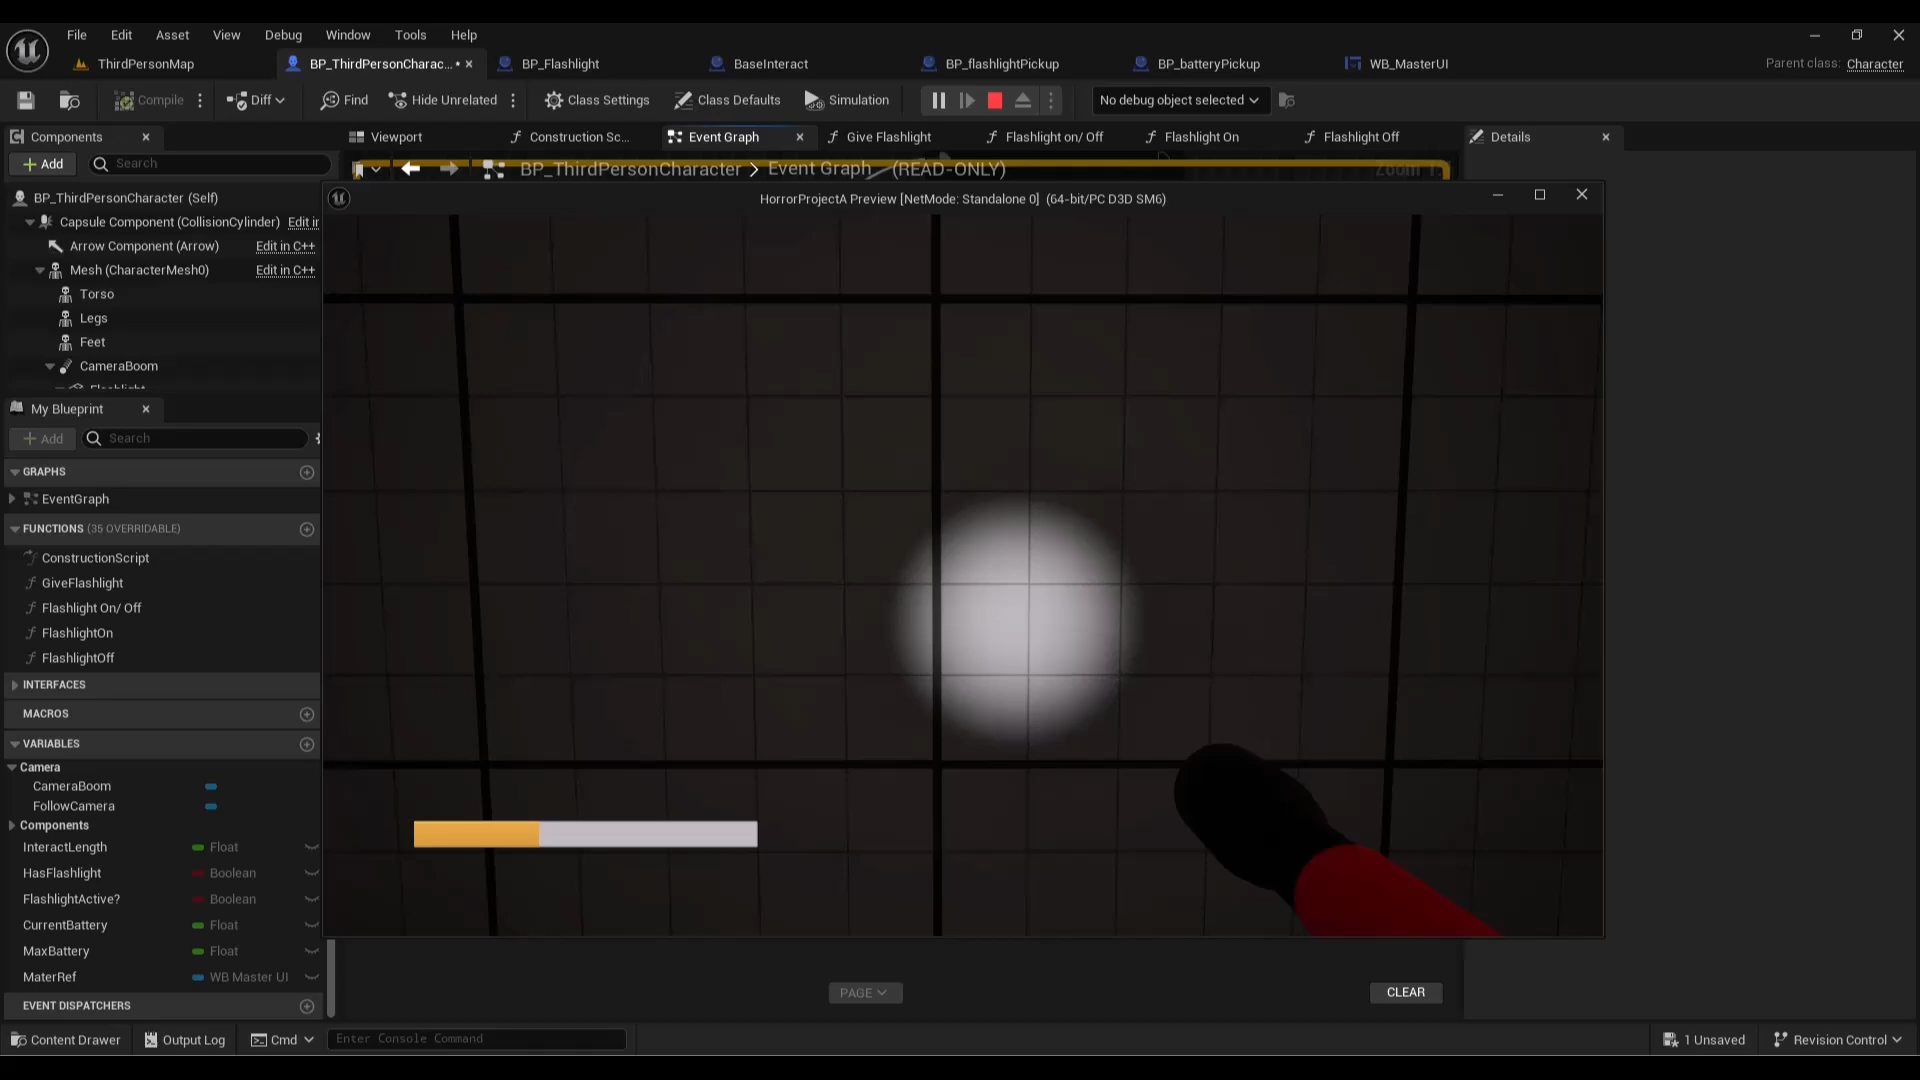 File Edit Asset View Debug Window Tools Help
ThirdPersonMap BP_ThirdPersonCharac... • BP_Flashlight BaseInteract BP_flashlightPickup BP_batteryPickup WB_MasterUI Parent class: Character
Compile Diff Find Hide Unrelated Class Settings Class Defaults Simulation No debug object selected
Components Viewport Construction Sc... Event Graph Give Flashlight Flashlight on/ Off Flashlight On Flashlight Off Details
+ Add Search BP_ThirdPersonCharacter > Event Graph (READ-ONLY) Zoom 1:
BP_ThirdPersonCharacter (Self)
HorrorProjectA Preview [NetMode: Standalone 0] (64-bit/PC D3D SM6)
Capsule Component (CollisionCylinder) Edit in
Arrow Component (Arrow) Edit in C++
Mesh (CharacterMesh0) Edit in C++
Torso
Legs
Feet
CameraBoom
Flashlight
My Blueprint
+ Add Search
GRAPHS
EventGraph
FUNCTIONS (35 OVERRIDABLE)
ConstructionScript
GiveFlashlight
Flashlight On/ Off
FlashlightOn
FlashlightOff
INTERFACES
MACROS
VARIABLES
Camera
CameraBoom
FollowCamera
Components
InteractLength Float
HasFlashlight Boolean
FlashlightActive? Boolean
CurrentBattery Float
MaxBattery Float
MaterRef WB Master UI
PAGE CLEAR
EVENT DISPATCHERS
Content Drawer Output Log Cmd Enter Console Command 1 Unsaved Revision Control